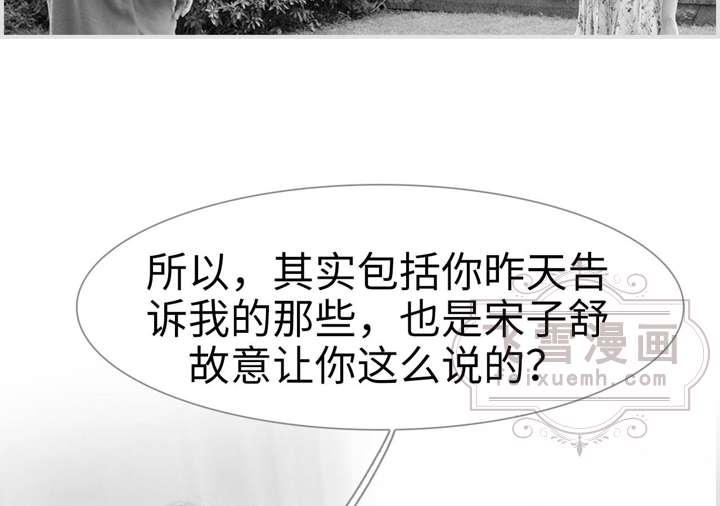 所以，其实包括你昨天告
诉我的那些，也是宋子舒
故意让你这么说的？
飞雪漫画
feixuemh.com